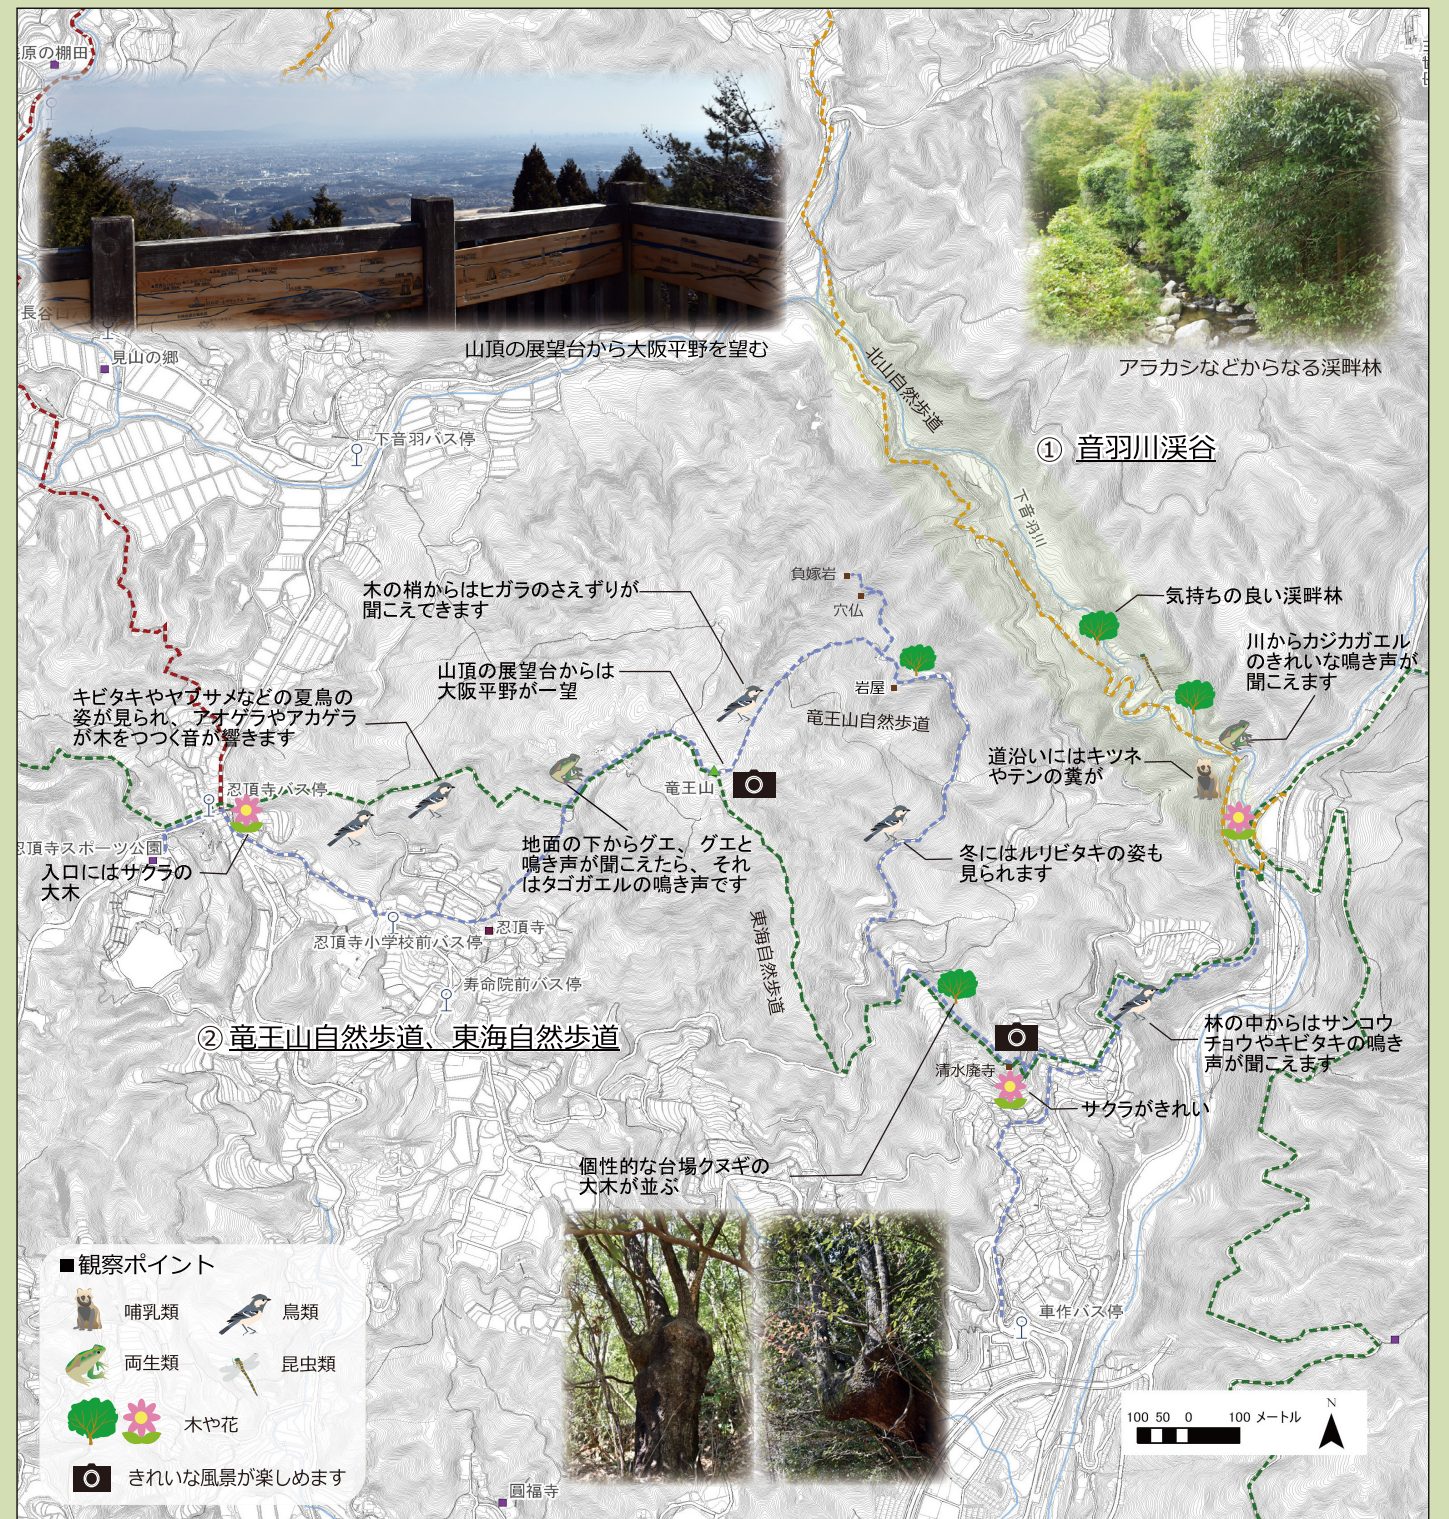 原の棚田
見山の郷
山頂の展望台から大阪平野を望む
アラカシなどからなる渓畔林
北山自然歩道
① 音羽川渓谷
下音羽バス停
下音羽川
負嫁岩
穴仏
木の梢からはヒガラのさえずりが
聞こえてきます
気持ちの良い渓畔林
川からカジカガエル
のきれいな鳴き声が
聞こえます
山頂の展望台からは
大阪平野が一望
岩屋
竜王山自然歩道
キビタキやヤブサメなどの夏鳥の
姿が見られ、アオゲラやアカゲラ
が木をつつく音が響きます
道沿いにはキツネ
やテンの糞が
忍頂寺バス停
竜王山
忍頂寺スポーツ公園
入口にはサクラの
大木
地面の下からグエ、グエと
鳴き声が聞こえたら、それ
はタゴガエルの鳴き声です
冬にはルリビタキの姿も
見られます
忍頂寺
忍頂寺小学校前バス停
東海自然歩道
寿命院前バス停
② 竜王山自然歩道、東海自然歩道
林の中からはサンコウ
チョウやキビタキの鳴き
声が聞こえます
清水廃寺
サクラがきれい
個性的な台場クヌギの
大木が並ぶ
■観察ポイント
哺乳類
鳥類
両生類
昆虫類
木や花
きれいな風景が楽しめます
車作バス停
圓福寺
N
100 50 0 100 メートル